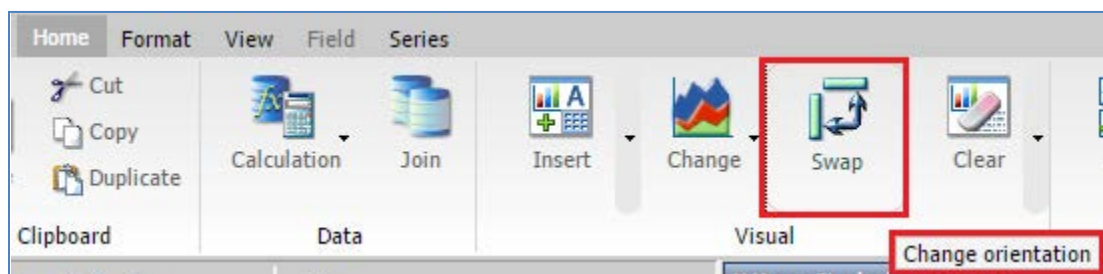 Home Format View Field Series
Cut
Copy
Duplicate
Calculation Join Insert Change Swap Clear
Clipboard Data Visual
Change orientation